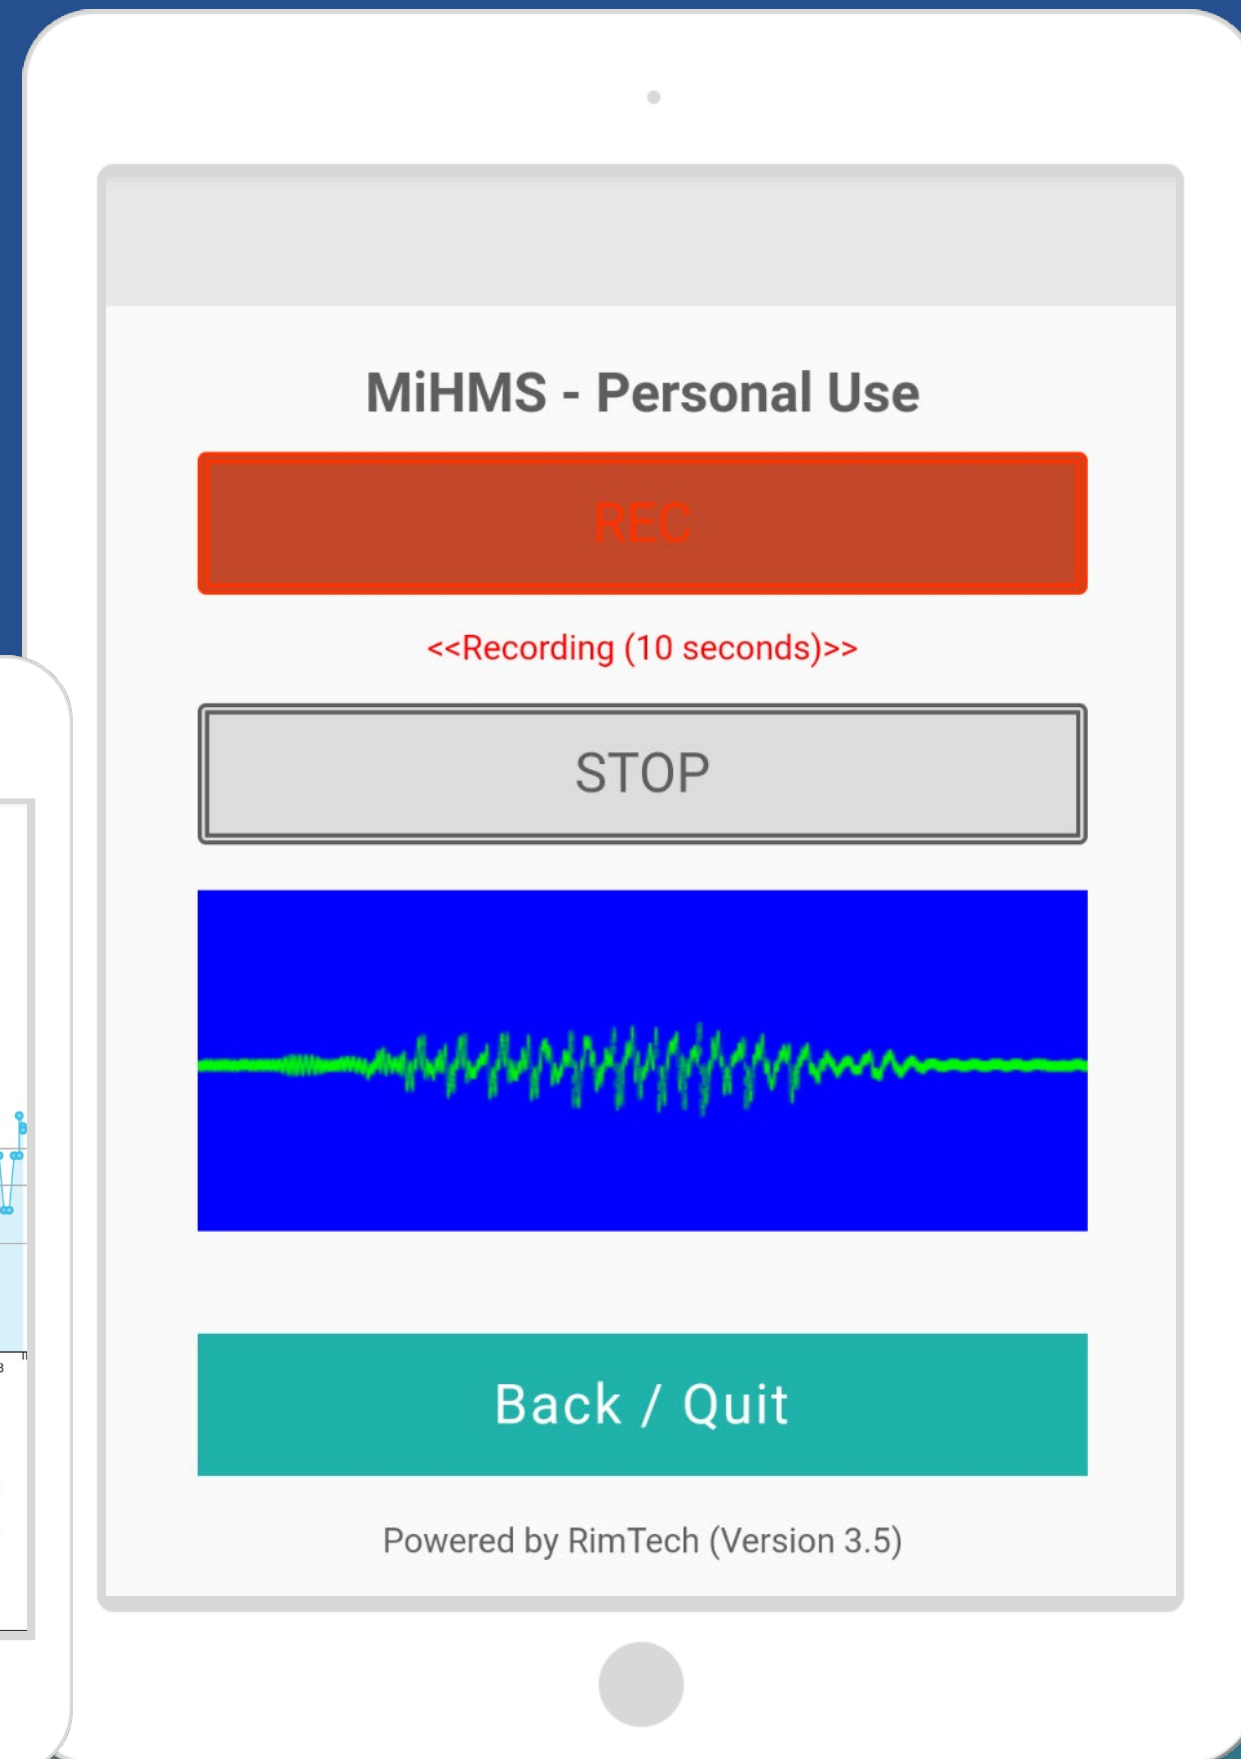 MiHMS - Personal Use
REC
<<Recording (10 seconds)>>
STOP
Back / Quit
Powered by RimTech (Version 3.5)